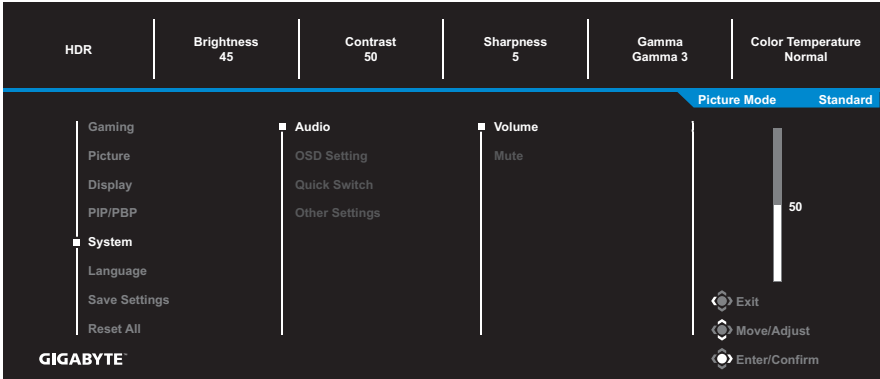 HDR
Brightness
45
Contrast
50
Sharpness
5
Gamma
Gamma 3
Color Temperature
Normal
Picture Mode Standard
Gaming
Picture
Display
PIP/PBP
System
Language
Save Settings
Reset All
Audio
OSD Setting
Quick Switch
Other Settings
Volume
Mute
50
Exit
Move/Adjust
Enter/Confirm
GIGABYTE™